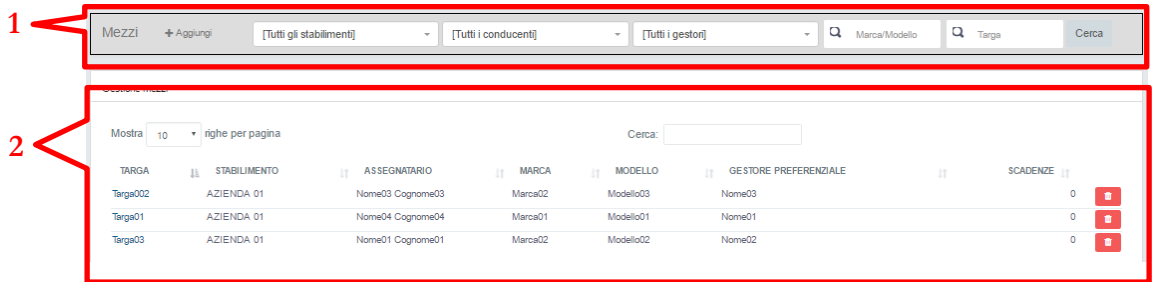 1
Mezzi + Aggiungi [Tutti gli stabilimenti] [Tutti i conducenti] [Tutti i gestori] Marca/Modello Targa Cerca
Gestione Mezzi
2
Mostra 10 righe per pagina Cerca:
TARGA STABILIMENTO ASSEGNATARIO MARCA MODELLO GESTORE PREFERENZIALE SCADENZE
Targa002 AZIENDA 01 Nome03 Cognome03 Marca02 Modello03 Nome03 0
Targa01 AZIENDA 01 Nome04 Cognome04 Marca01 Modello01 Nome01 0
Targa03 AZIENDA 01 Nome01 Cognome01 Marca02 Modello02 Nome02 0